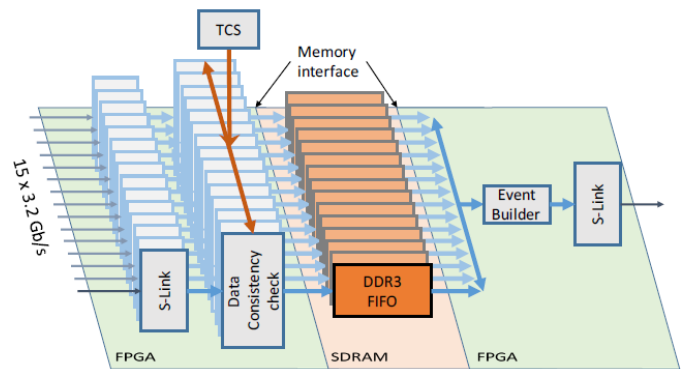 TCS
Memory
interface
15 x 3.2 Gb/s
S-Link
Data
Consistency
check
DDR3
FIFO
Event
Builder
S-Link
FPGA
SDRAM
FPGA